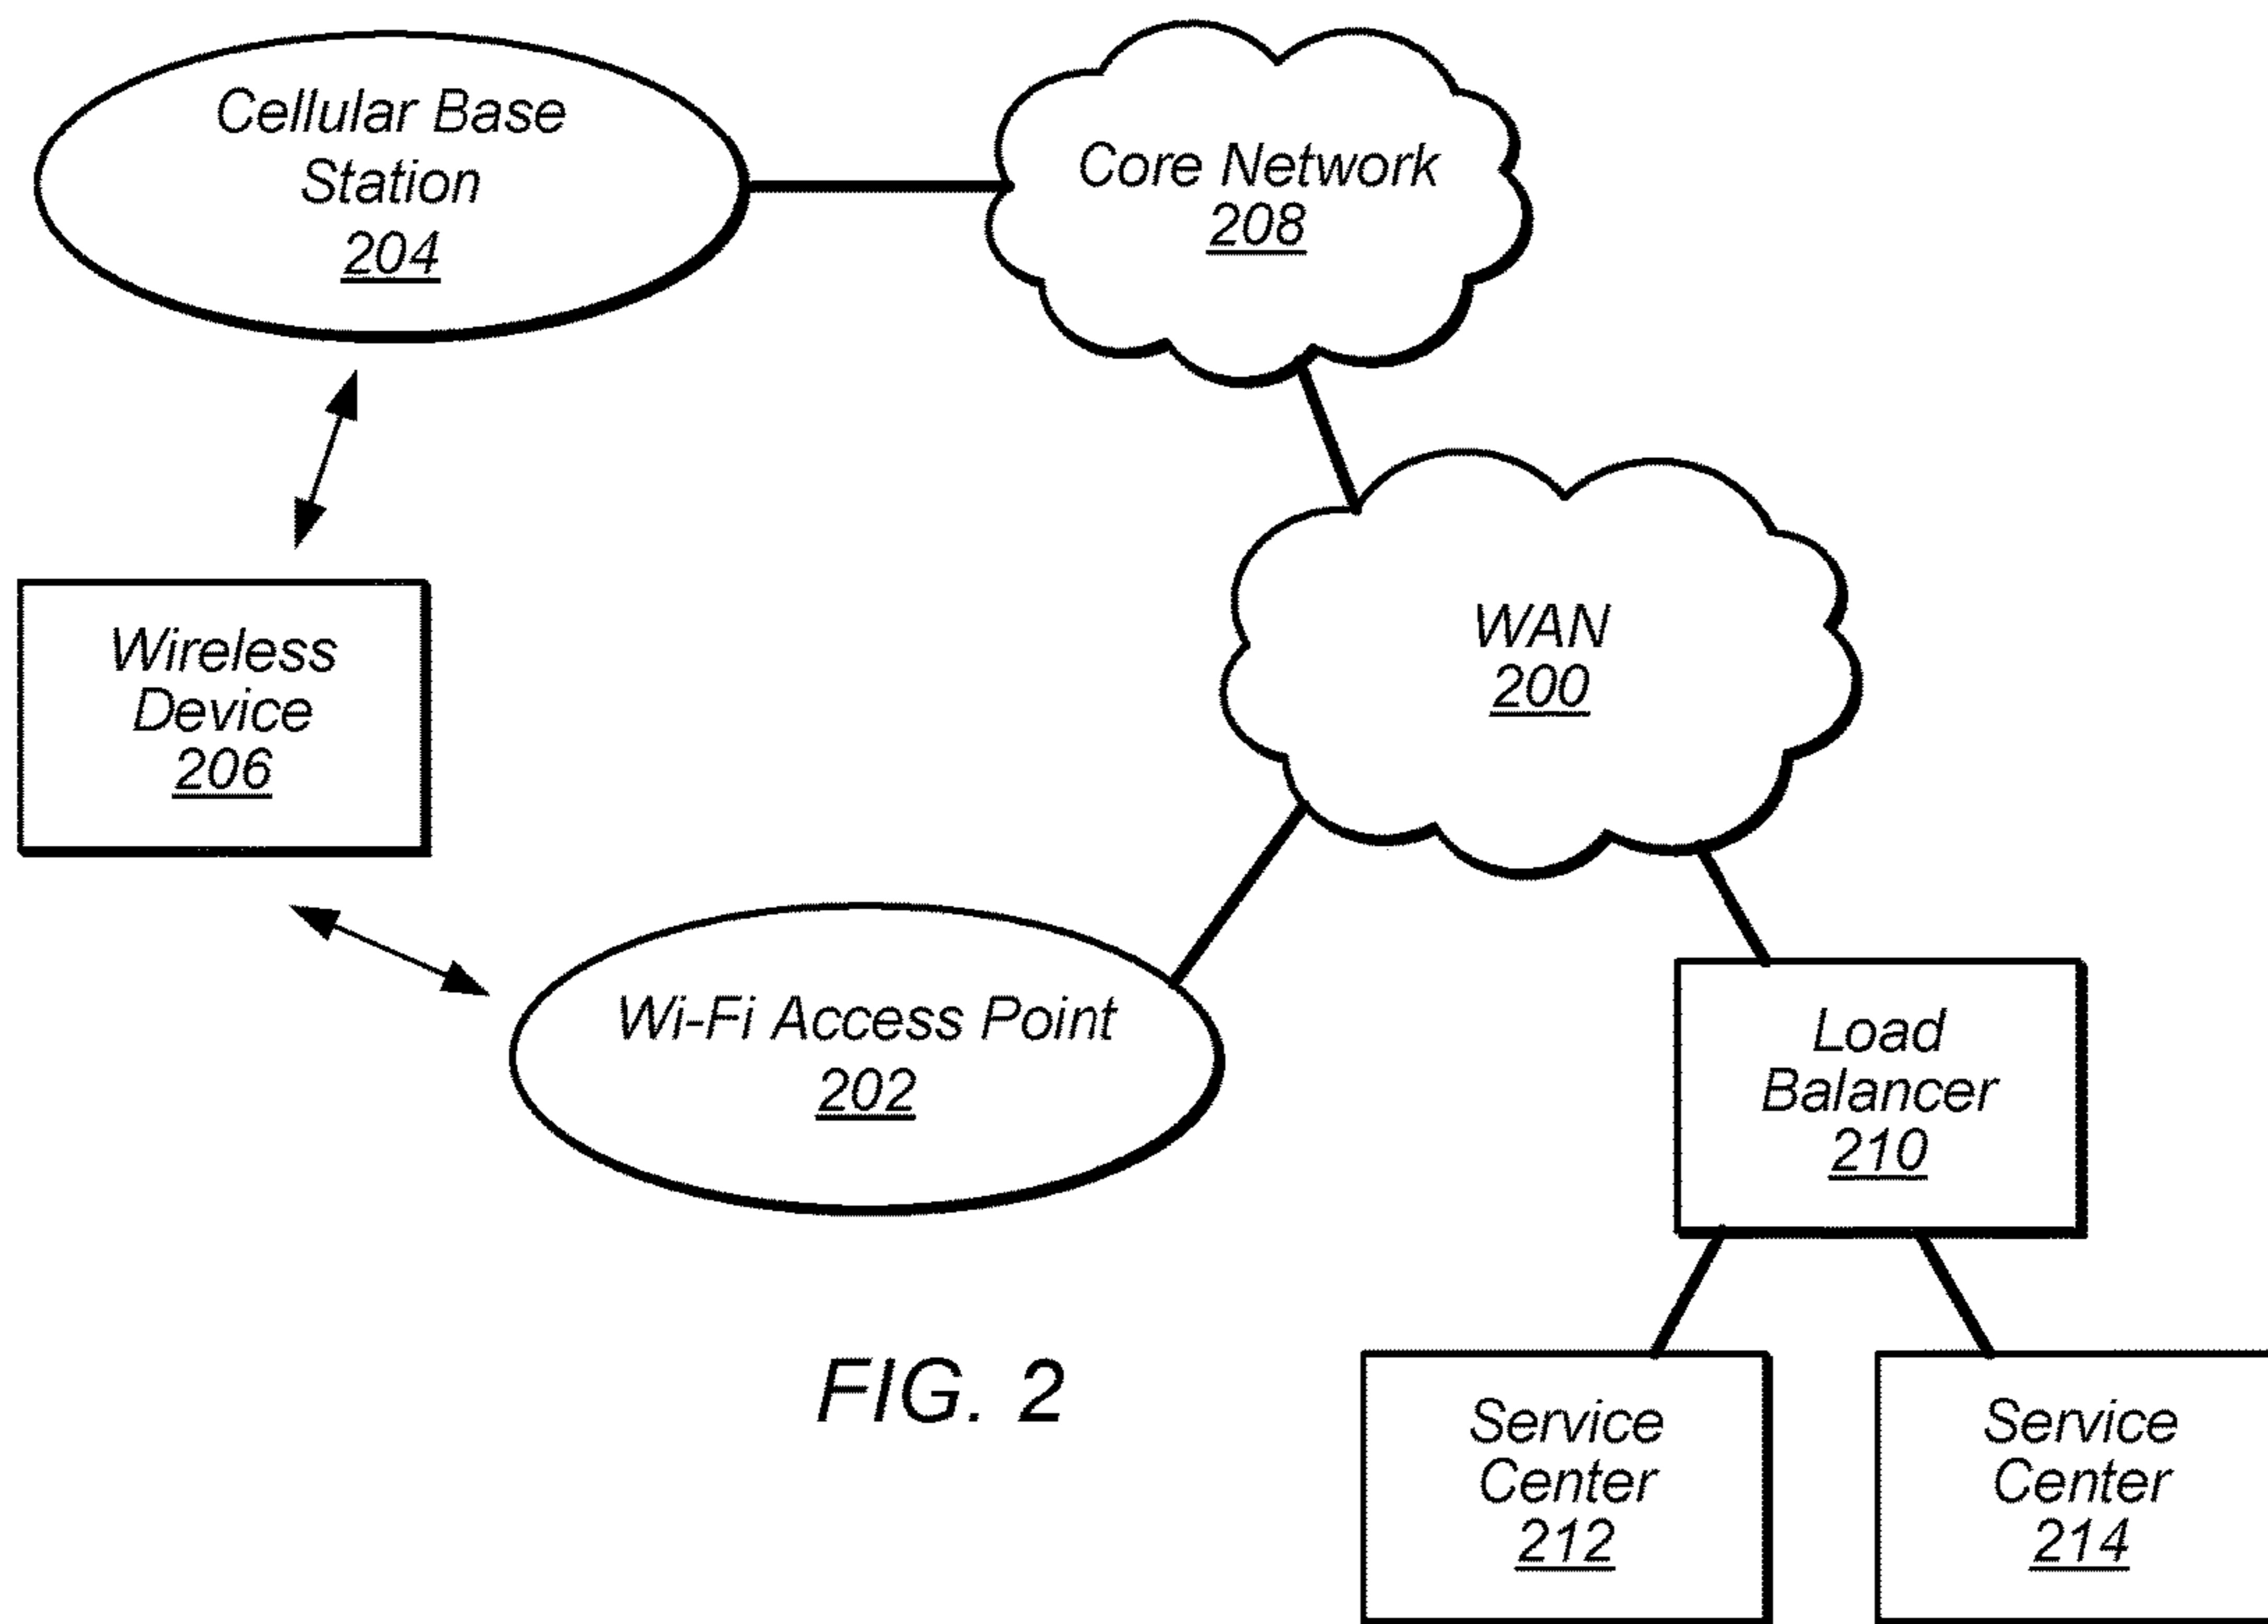 Cellular Base
Station
204
Core Network
208
Wireless
Device
206
WAN
200
Wi-Fi Access Point
202
Load
Balancer
210
FIG. 2
Service
Center
212
Service
Center
214